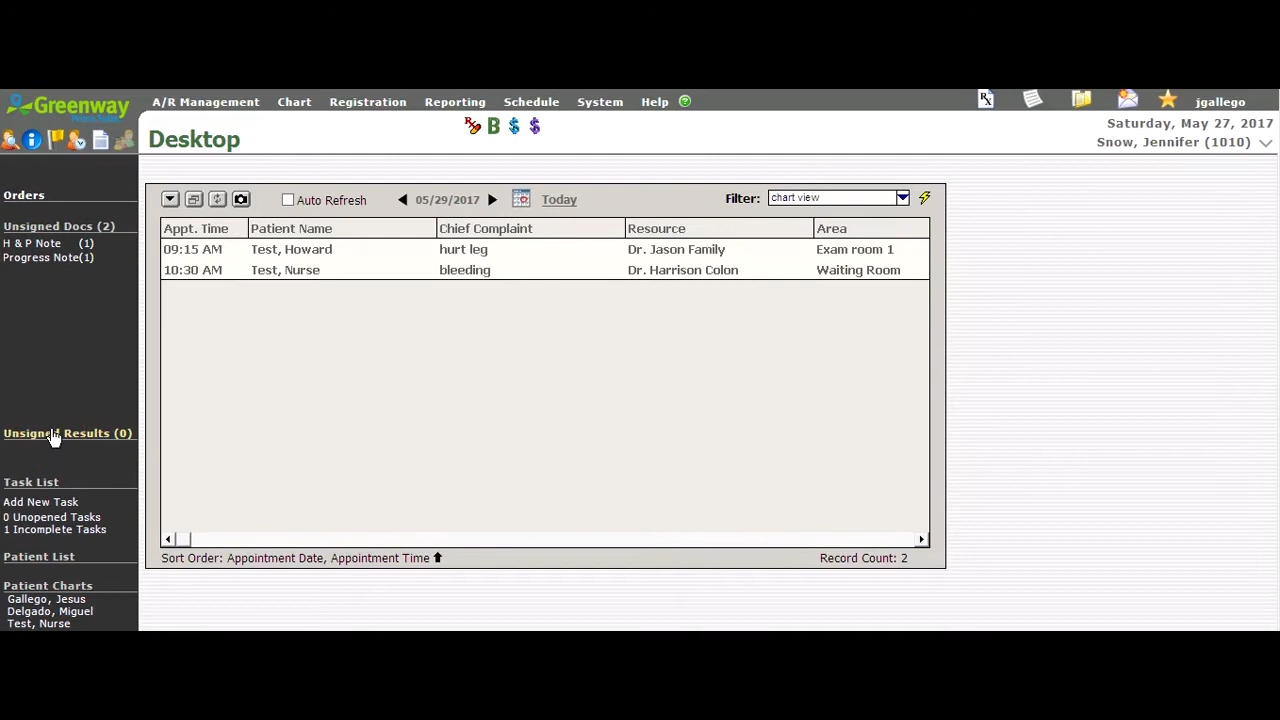 Greenway
A/R Management Chart Registration Reporting Schedule System Help jgallego
Desktop
Saturday, May 27, 2017
Snow, Jennifer (1010)
Orders
Unsigned Docs (2)
H & P Note (1)
Progress Note(1)
Unsigned Results (0)
Task List
Add New Task
0 Unopened Tasks
1 Incomplete Tasks
Patient List
Patient Charts
Gallego, Jesus
Delgado, Miguel
Test, Nurse
Auto Refresh 05/29/2017 Today Filter: chart view
Appt. Time Patient Name Chief Complaint Resource Area
09:15 AM Test, Howard hurt leg Dr. Jason Family Exam room 1
10:30 AM Test, Nurse bleeding Dr. Harrison Colon Waiting Room
Sort Order: Appointment Date, Appointment Time Record Count: 2